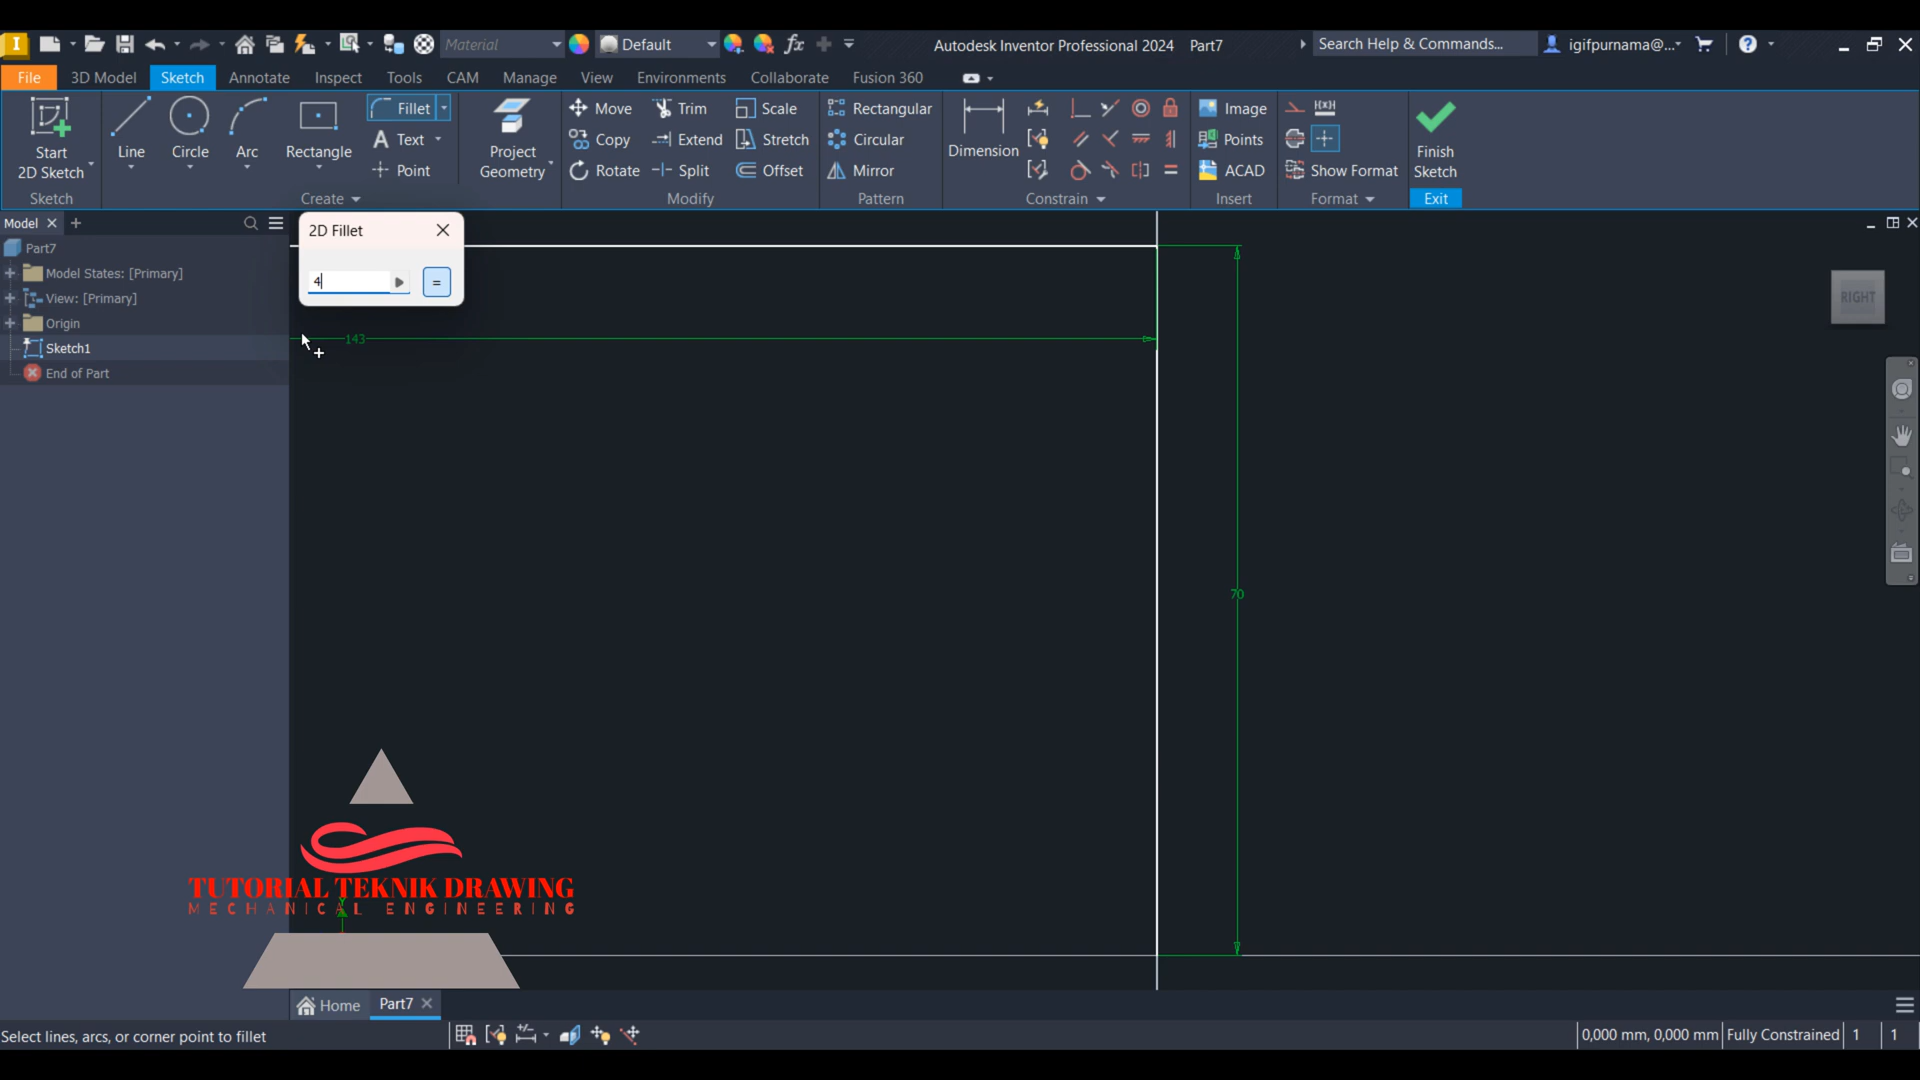 Material
Default
Autodesk Inventor Professional 2024 Part7
Search Help & Commands...
igifpurnama@...
File 3D Model Sketch Annotate Inspect Tools CAM Manage View Environments Collaborate Fusion 360
Start
2D Sketch
Line
Circle
Arc
Rectangle
Fillet
Text
Point
Project
Geometry
Move
Copy
Rotate
Trim
Extend
Split
Scale
Stretch
Offset
Rectangular
Circular
Mirror
Dimension
Image
Points
ACAD
Show Format
Finish
Sketch
Sketch
Create
Modify
Pattern
Constrain
Insert
Format
Exit
Model
Part7
Model States: [Primary]
View: [Primary]
Origin
Sketch1
End of Part
2D Fillet
4
=
143
70
RIGHT
TUTORIAL TEKNIK DRAWING
MECHANICAL ENGINEERING
Home
Part7
Select lines, arcs, or corner point to fillet
0,000 mm, 0,000 mm
Fully Constrained
1
1